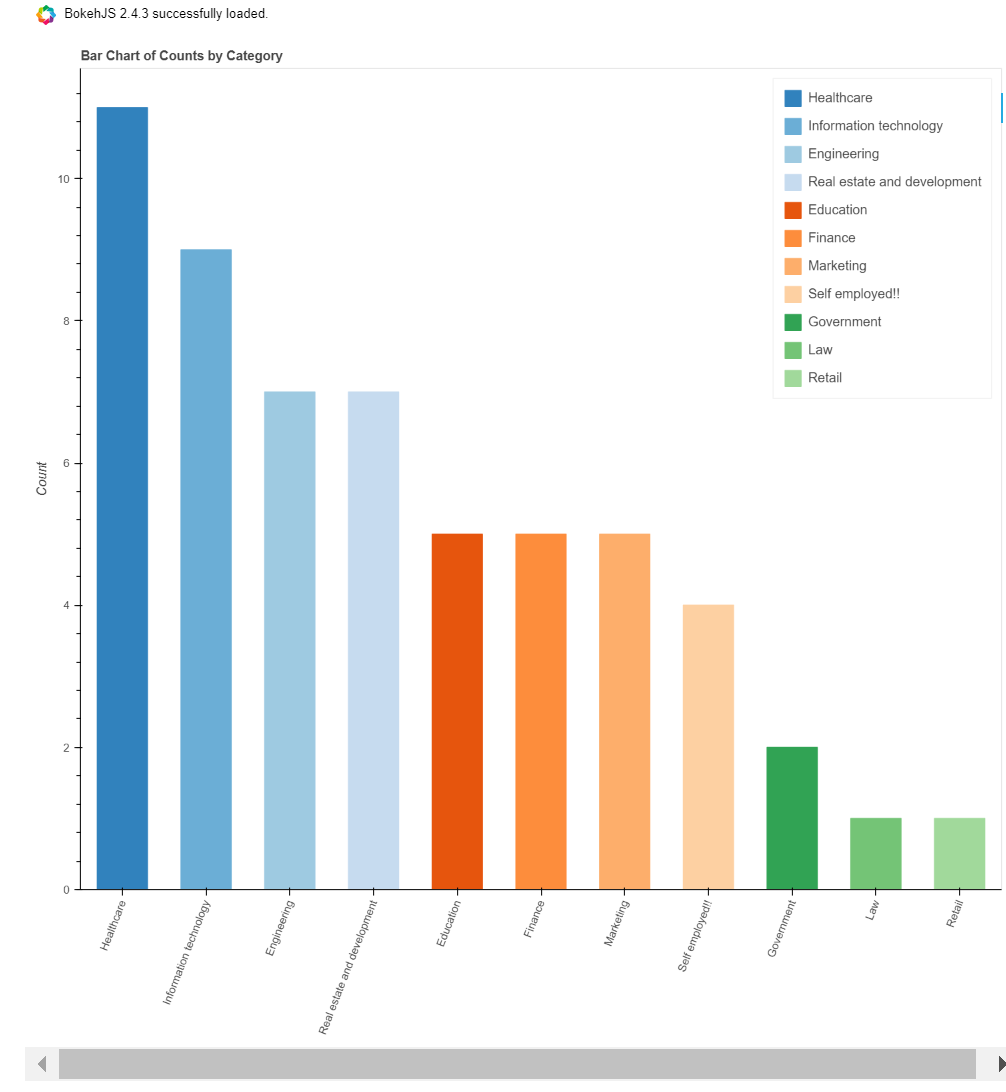 BokehJS 2.4.3 successfully loaded.
Bar Chart of Counts by Category
Healthcare
Information technology
Engineering
Real estate and development
Education
Finance
Marketing
Self employed!!
Government
Law
Retail
10
8
6
4
2
0
Count
Healthcare
Information technology
Engineering
Real estate and development
Education
Finance
Marketing
Self employed!!
Government
Law
Retail